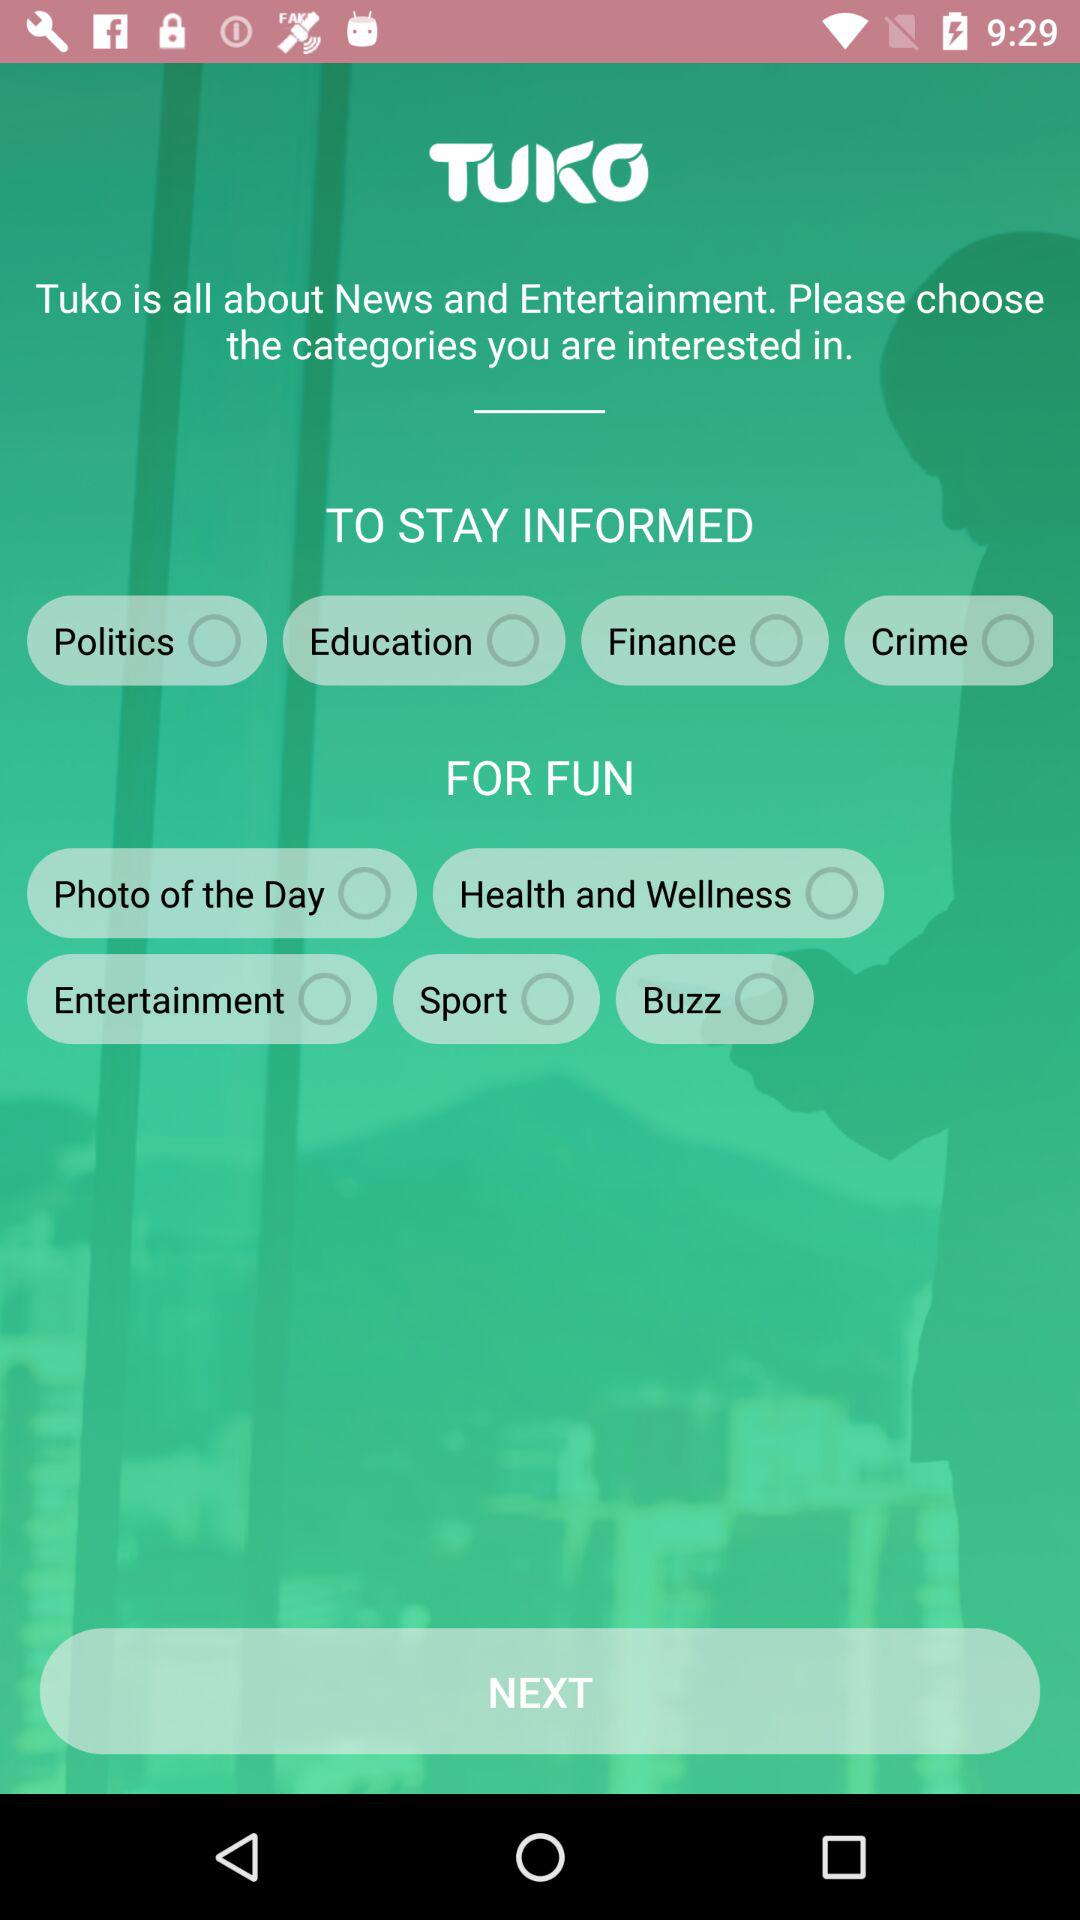 FAKE
9:29
TUKO
Tuko is all about News and Entertainment. Please choose
the categories you are interested in.
TO STAY INFORMED
Politics Education Finance Crime
FOR FUN
Photo of the Day Health and Wellness
Entertainment Sport Buzz
NEXT